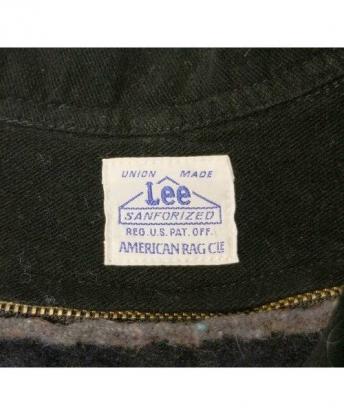 UNION MADE
Lee
SANFORIZED
REG. U.S. PAT. OFF.
AMERICAN RAG CIE